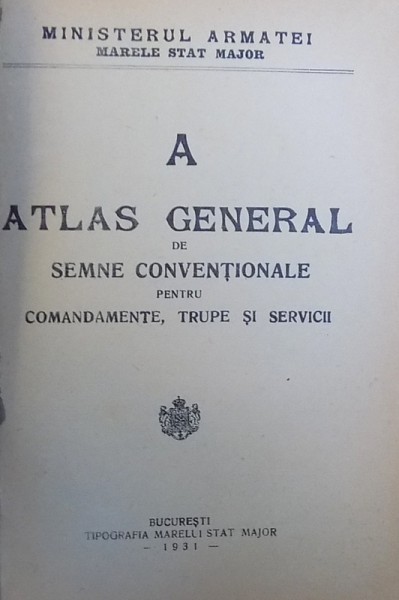 MINISTERUL ARMATEI
MARELE STAT MAJOR
A
ATLAS GENERAL
DE
SEMNE CONVENȚIONALE
PENTRU
COMANDAMENTE, TRUPE ȘI SERVICII
BUCUREȘTI
TIPOGRAFIA MARELUI STAT MAJOR
— 1931 —